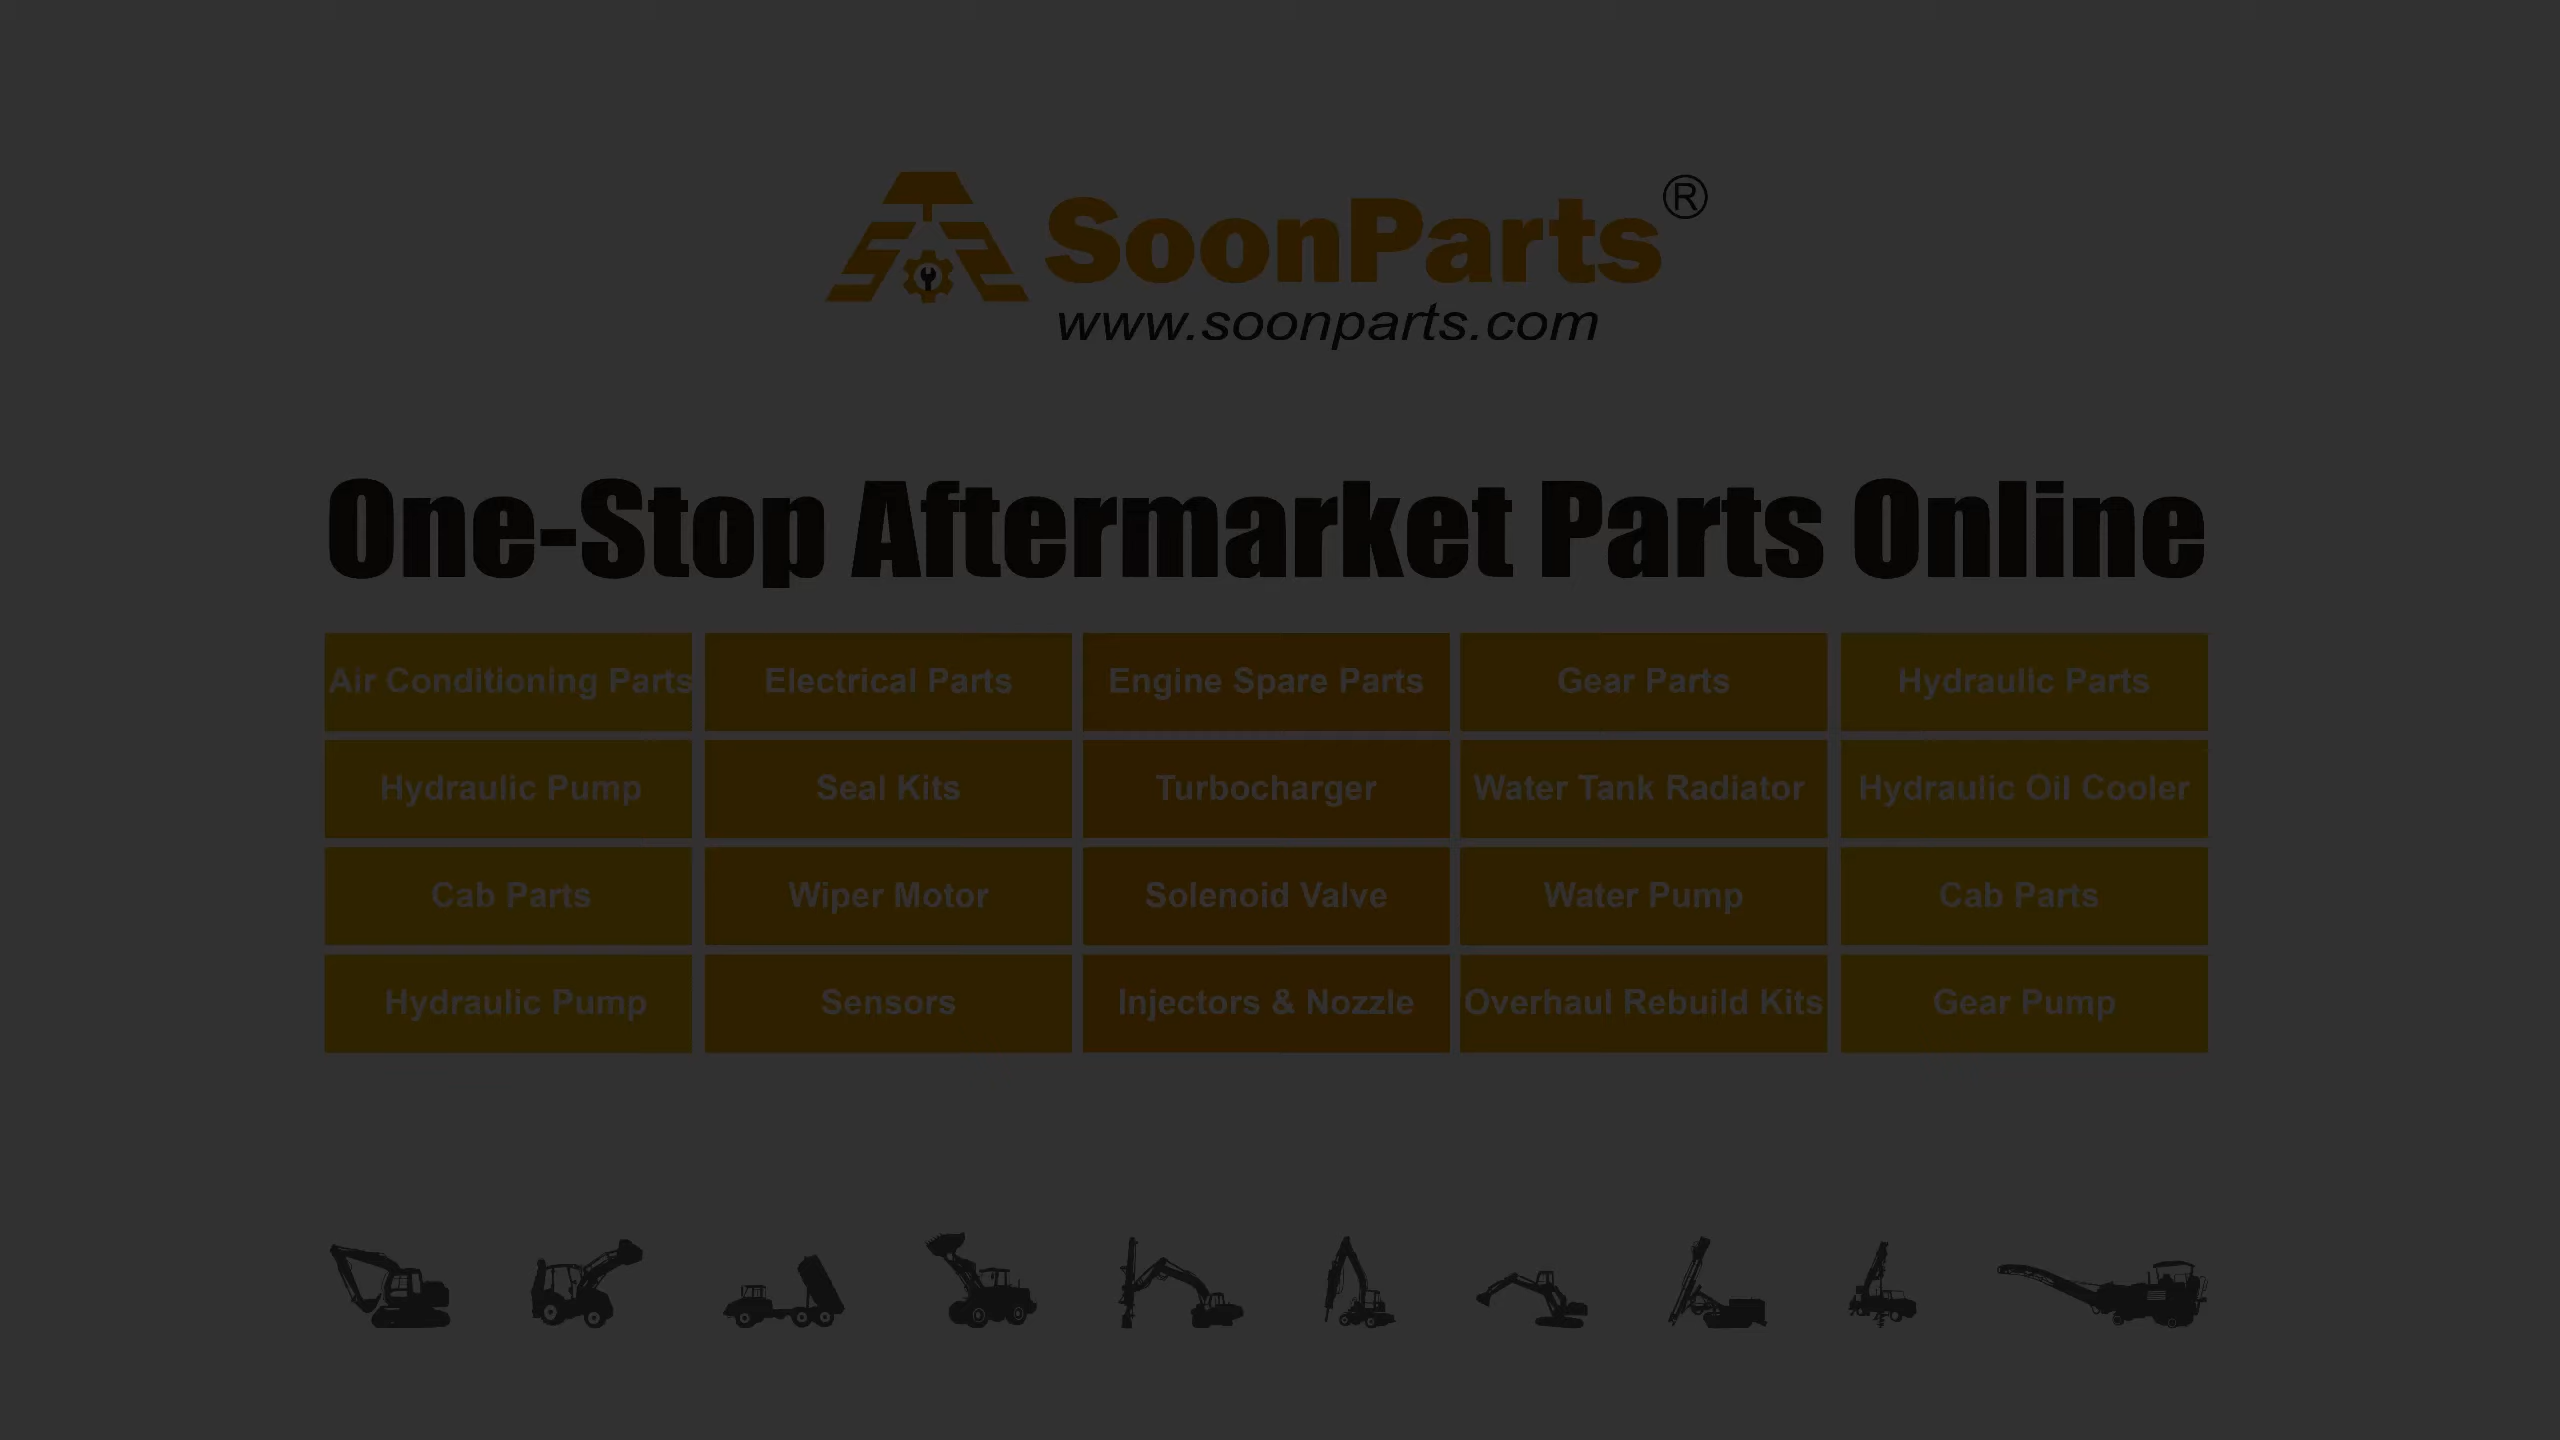 SoonParts®
www.soonparts.com
One-Stop Aftermarket Parts Online
Air Conditioning Parts
Electrical Parts
Engine Spare Parts
Gear Parts
Hydraulic Parts
Hydraulic Pump
Seal Kits
Turbocharger
Water Tank Radiator
Hydraulic Oil Cooler
Cab Parts
Wiper Motor
Solenoid Valve
Water Pump
Cab Parts
Hydraulic Pump
Sensors
Injectors & Nozzle
Overhaul Rebuild Kits
Gear Pump